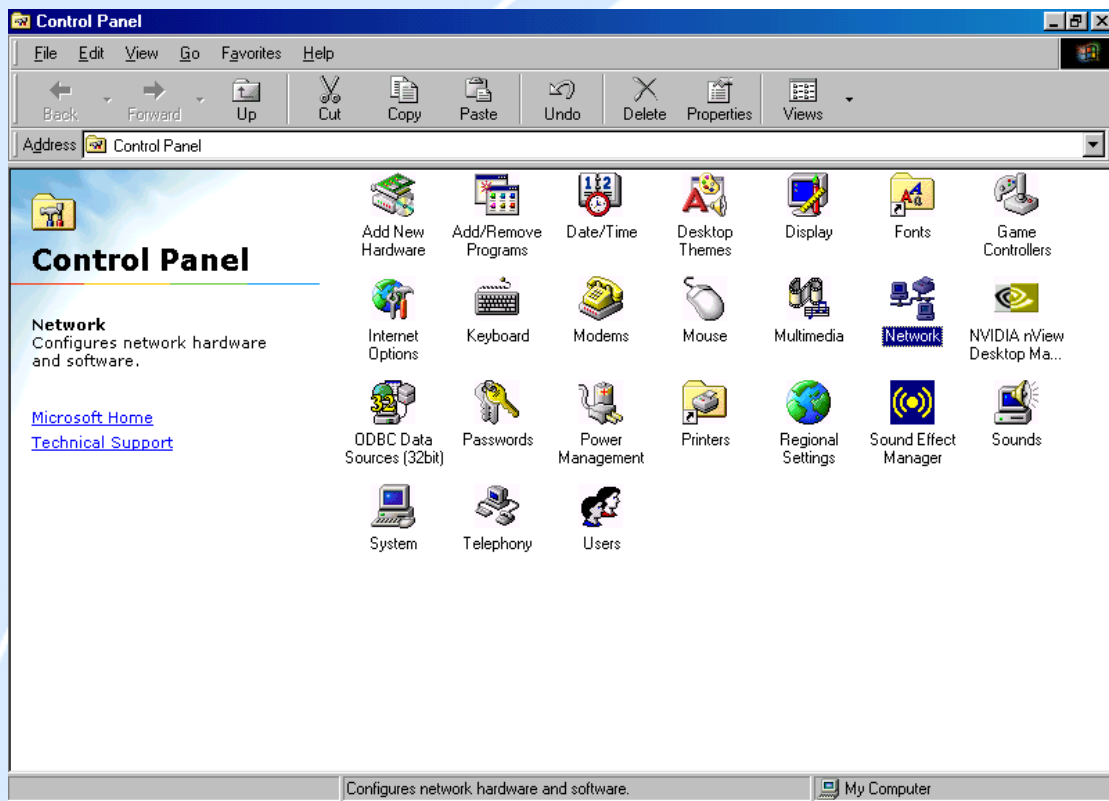 Control Panel
File Edit View Go Favorites Help
Back Forward Up Cut Copy Paste Undo Delete Properties Views
Address Control Panel
Control Panel
Network
Configures network hardware
and software.
Microsoft Home
Technical Support
Add New
Hardware
Add/Remove
Programs
12
Date/Time
Desktop
Themes
Display
Fonts
Game
Controllers
Internet
Options
Keyboard
Modems
Mouse
Multimedia
Network
NVIDIA nView
Desktop Ma...
32
ODBC Data
Sources (32bit)
Passwords
Power
Management
Printers
Regional
Settings
Sound Effect
Manager
Sounds
System
Telephony
Users
Configures network hardware and software.
My Computer